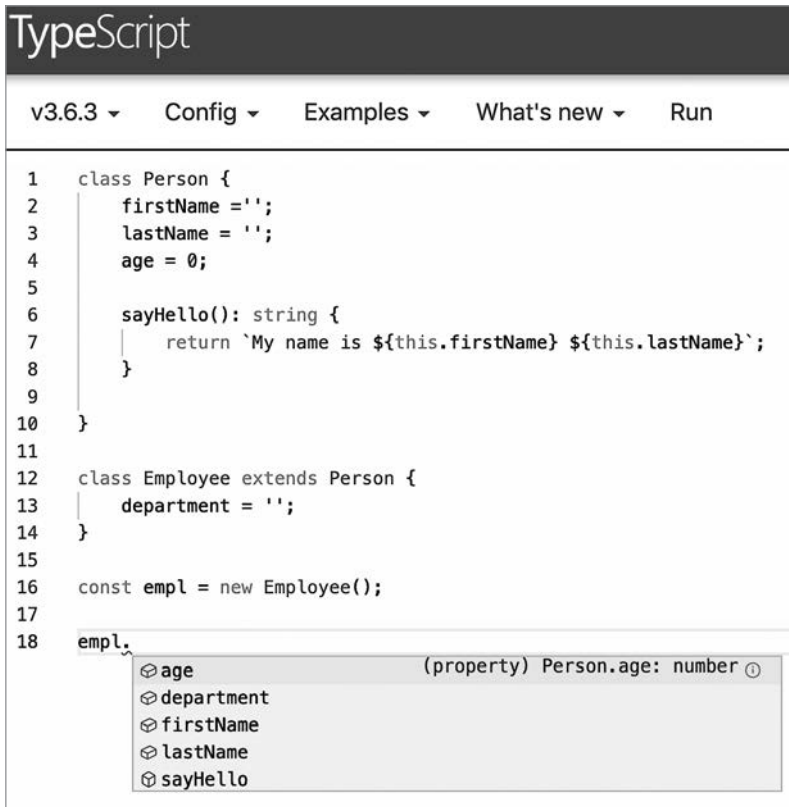 TypeScript
v3.6.3 Config Examples What's new Run
1 class Person {
2 firstName ='';
3 lastName = '';
4 age = 0;
5
6 sayHello(): string {
7 return `My name is ${this.firstName} ${this.lastName}`;
8 }
9
10 }
11
12 class Employee extends Person {
13 department = '';
14 }
15
16 const empl = new Employee();
17
18 empl.
age (property) Person.age: number
department
firstName
lastName
sayHello